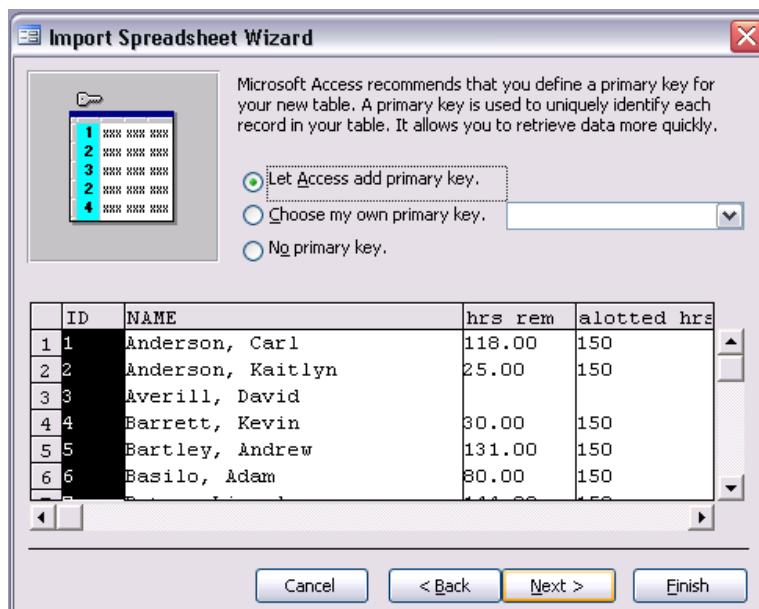 Import Spreadsheet Wizard
Microsoft Access recommends that you define a primary key for
your new table. A primary key is used to uniquely identify each
record in your table. It allows you to retrieve data more quickly.
1 xxx xxx xxx
2 xxx xxx xxx
3 xxx xxx xxx
2 xxx xxx xxx
4 xxx xxx xxx
Let Access add primary key.
Choose my own primary key.
No primary key.
ID NAME hrs rem alotted hrs
1 1 Anderson, Carl 118.00 150
2 2 Anderson, Kaitlyn 25.00 150
3 3 Averill, David
4 4 Barrett, Kevin 30.00 150
5 5 Bartley, Andrew 131.00 150
6 6 Basilo, Adam 80.00 150
Cancel < Back Next > Finish